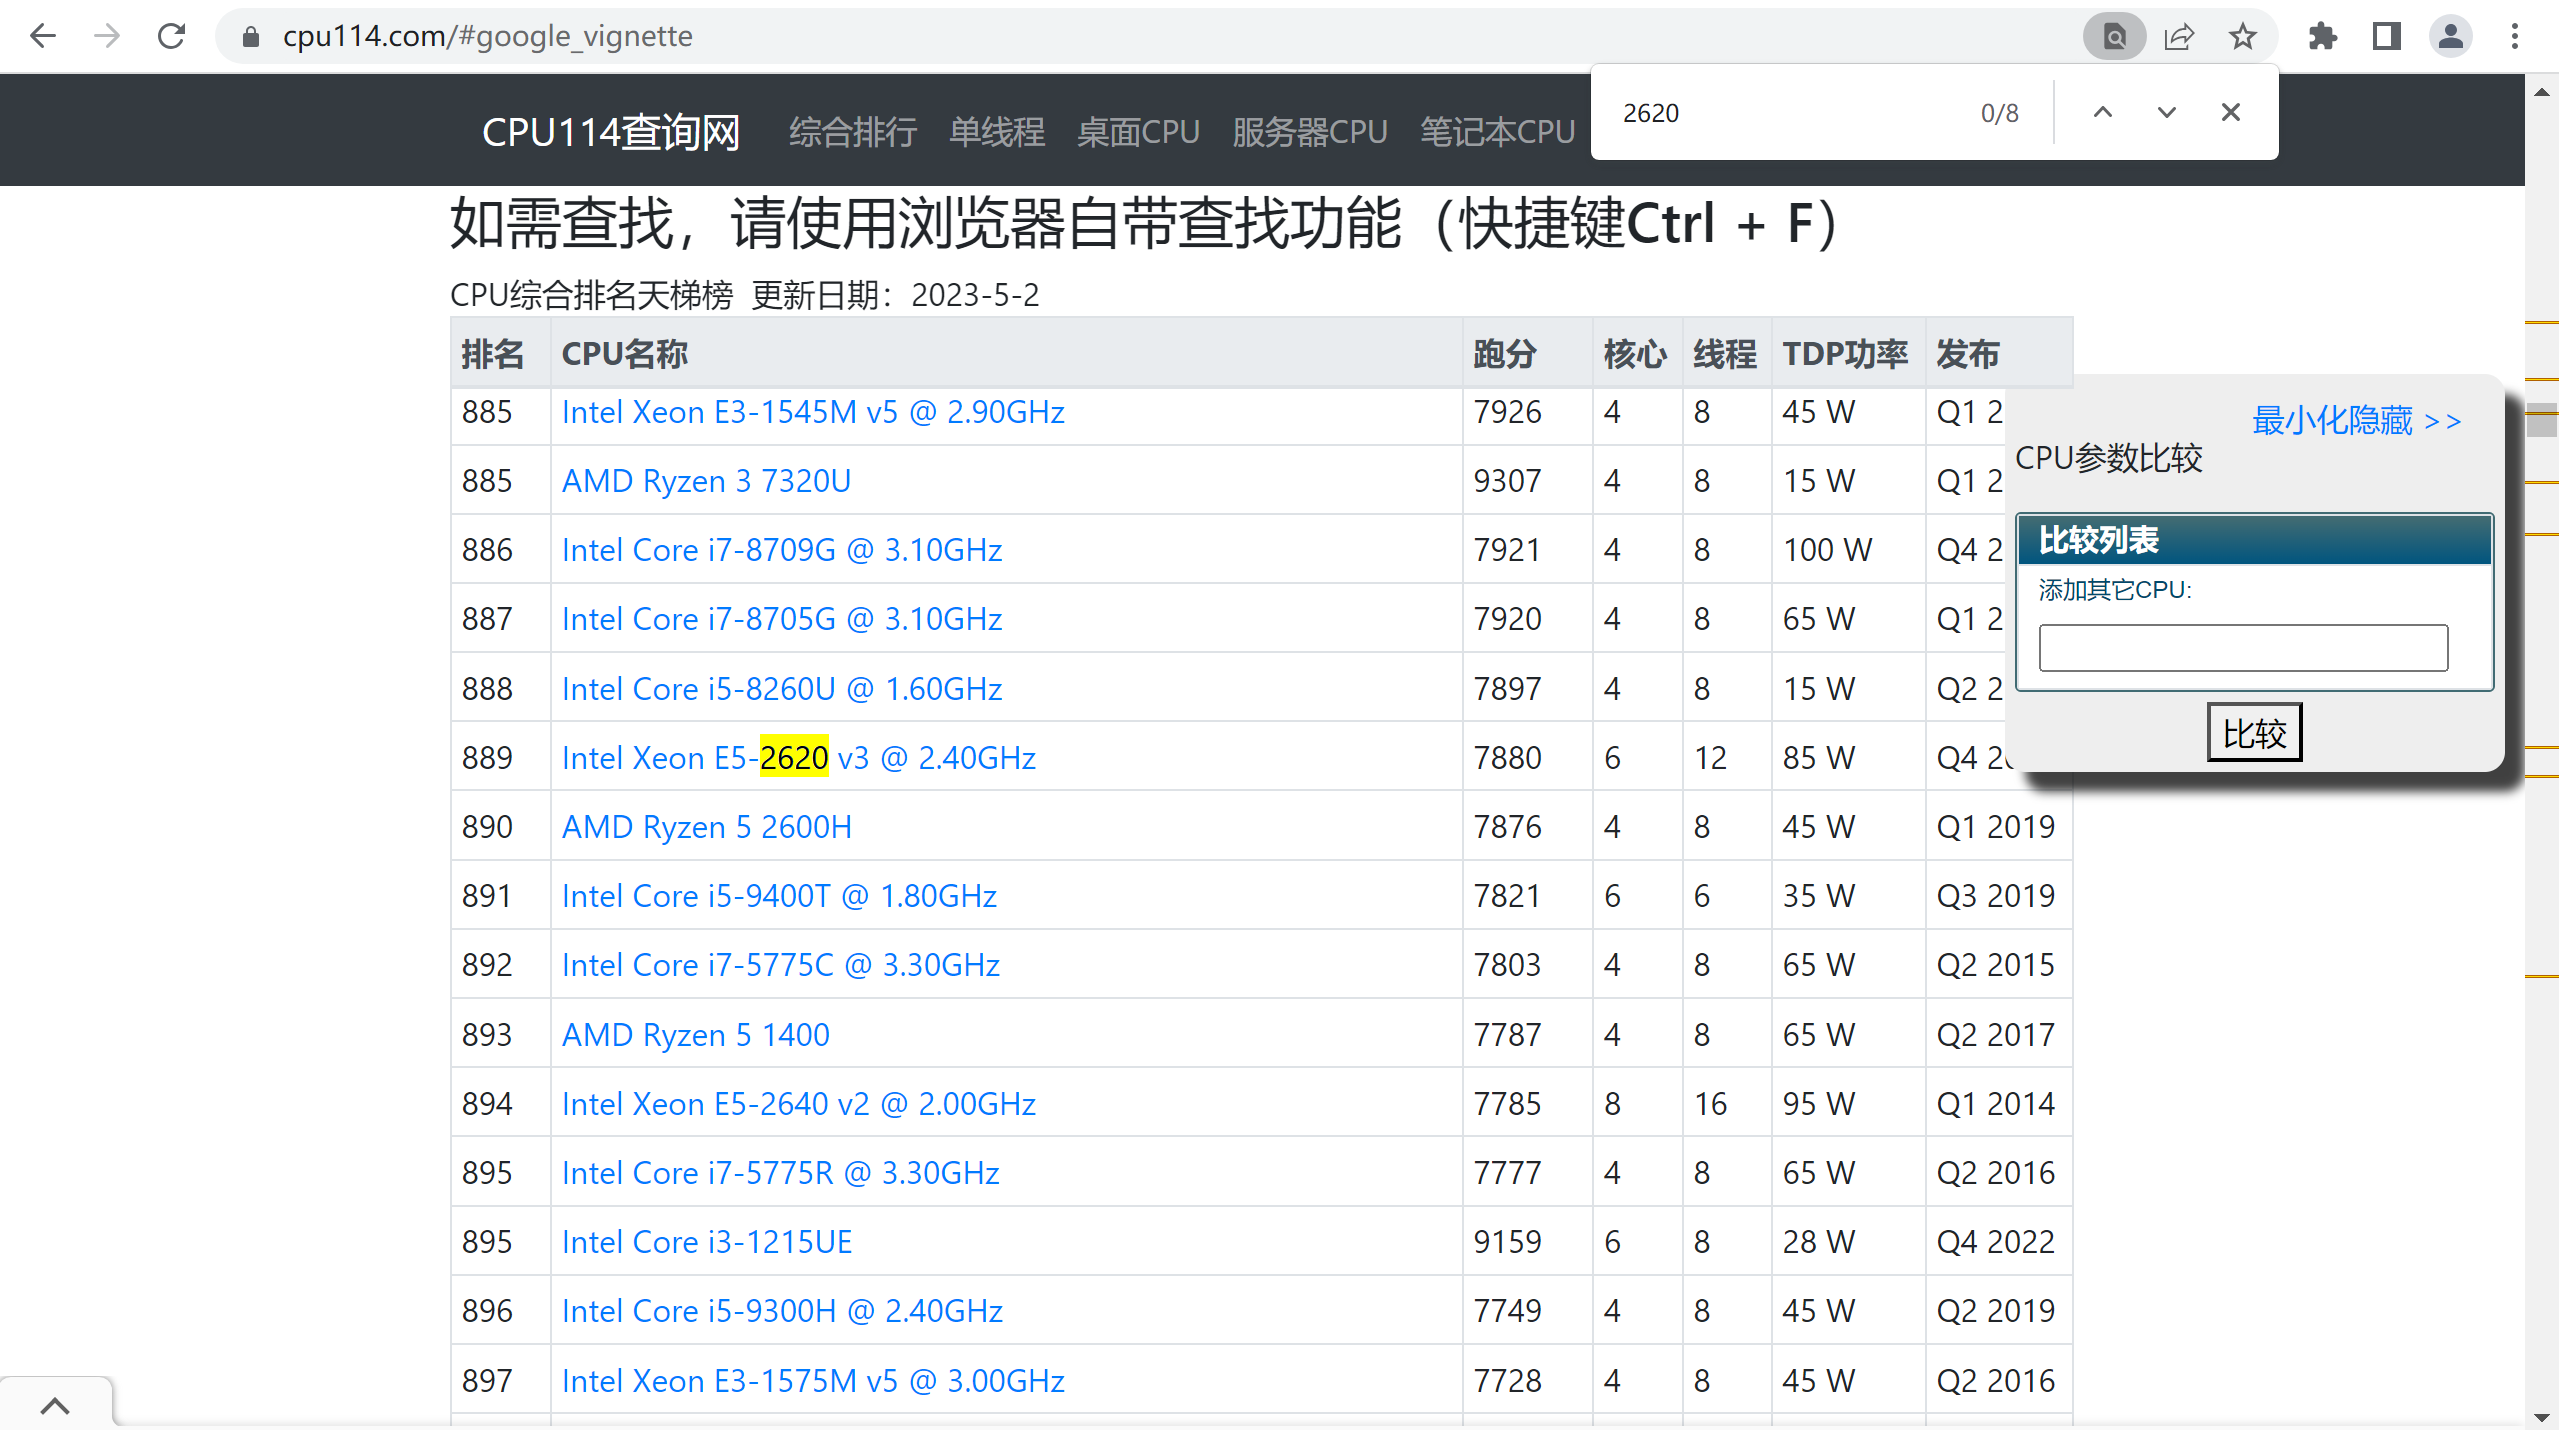 cpu114.com/#google_vignette
2620 0/8
CPU114查询网 综合排行 单线程 桌面CPU 服务器CPU 笔记本CPU
如需查找，请使用浏览器自带查找功能（快捷键Ctrl + F）
CPU综合排名天梯榜 更新日期：2023-5-2
排名 CPU名称 跑分 核心 线程 TDP功率 发布
885 Intel Xeon E3-1545M v5 @ 2.90GHz 7926 4 8 45 W Q1 2
885 AMD Ryzen 3 7320U 9307 4 8 15 W Q1 2
886 Intel Core i7-8709G @ 3.10GHz 7921 4 8 100 W Q4 2
887 Intel Core i7-8705G @ 3.10GHz 7920 4 8 65 W Q1 2
888 Intel Core i5-8260U @ 1.60GHz 7897 4 8 15 W Q2 2
889 Intel Xeon E5-2620 v3 @ 2.40GHz 7880 6 12 85 W Q4 2
890 AMD Ryzen 5 2600H 7876 4 8 45 W Q1 2019
891 Intel Core i5-9400T @ 1.80GHz 7821 6 6 35 W Q3 2019
892 Intel Core i7-5775C @ 3.30GHz 7803 4 8 65 W Q2 2015
893 AMD Ryzen 5 1400 7787 4 8 65 W Q2 2017
894 Intel Xeon E5-2640 v2 @ 2.00GHz 7785 8 16 95 W Q1 2014
895 Intel Core i7-5775R @ 3.30GHz 7777 4 8 65 W Q2 2016
895 Intel Core i3-1215UE 9159 6 8 28 W Q4 2022
896 Intel Core i5-9300H @ 2.40GHz 7749 4 8 45 W Q2 2019
897 Intel Xeon E3-1575M v5 @ 3.00GHz 7728 4 8 45 W Q2 2016
最小化隐藏 >>
CPU参数比较
比较列表
添加其它CPU:
比较